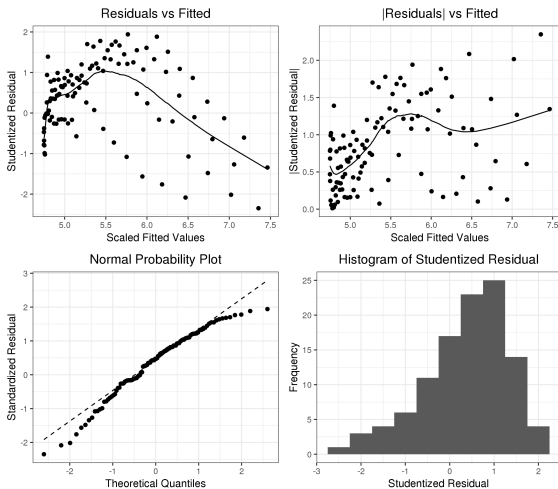 Residuals vs Fitted
Studentized Residual
2
1
0
-1
-2
5.0 5.5 6.0 6.5 7.0 7.5
Scaled Fitted Values
|Residuals| vs Fitted
|Studentized Residual|
2.0
1.5
1.0
0.5
0.0
5.0 5.5 6.0 6.5 7.0 7.5
Scaled Fitted Values
Normal Probability Plot
Standardized Residual
3
2
1
0
-1
-2
-2 -1 0 1 2
Theoretical Quantiles
Histogram of Studentized Residual
Frequency
25
20
15
10
5
0
-3 -2 -1 0 1 2
Studentized Residual